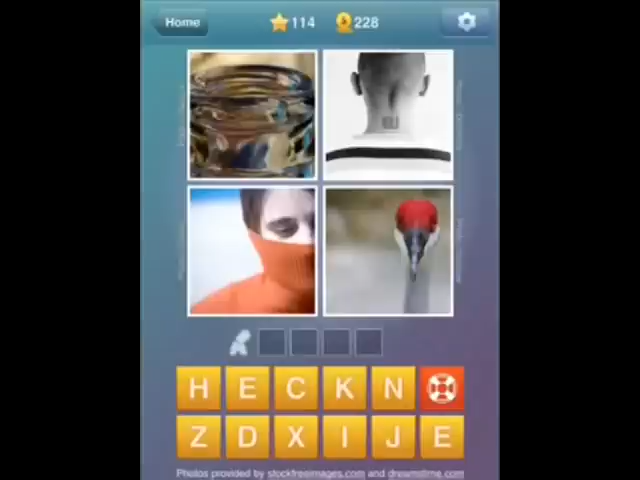 Home
114
228
H E C K N
Z D X I J E
Photos provided by stockfreeimages.com and dreamstime.com